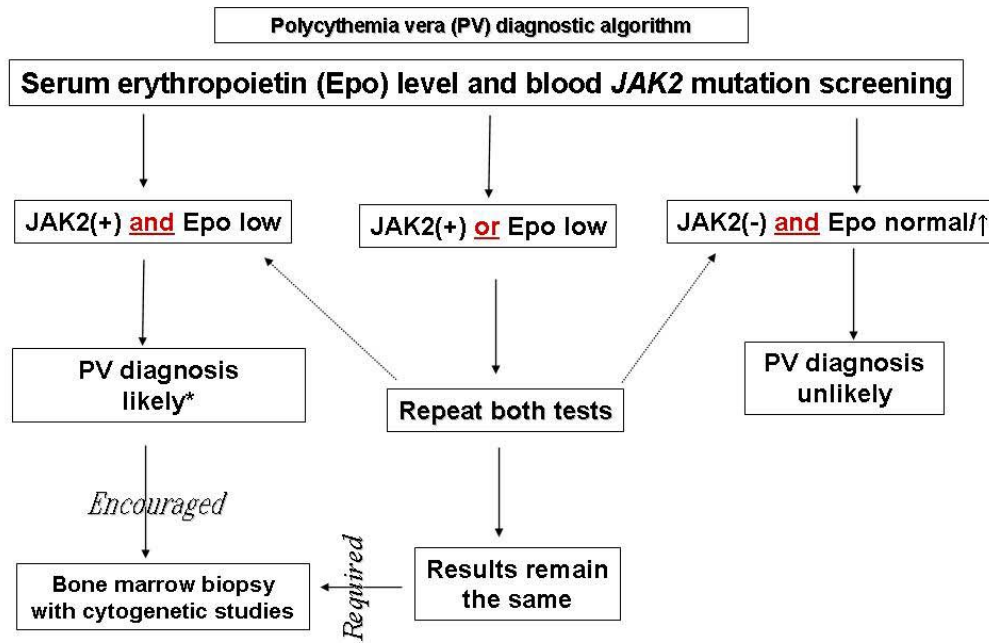 Polycythemia vera (PV) diagnostic algorithm
Serum erythropoietin (Epo) level and blood JAK2 mutation screening
JAK2(+) and Epo low
JAK2(+) or Epo low
JAK2(-) and Epo normal/↑
PV diagnosis
likely*
Repeat both tests
PV diagnosis
unlikely
Encouraged
Bone marrow biopsy
with cytogenetic studies
Required
Results remain
the same